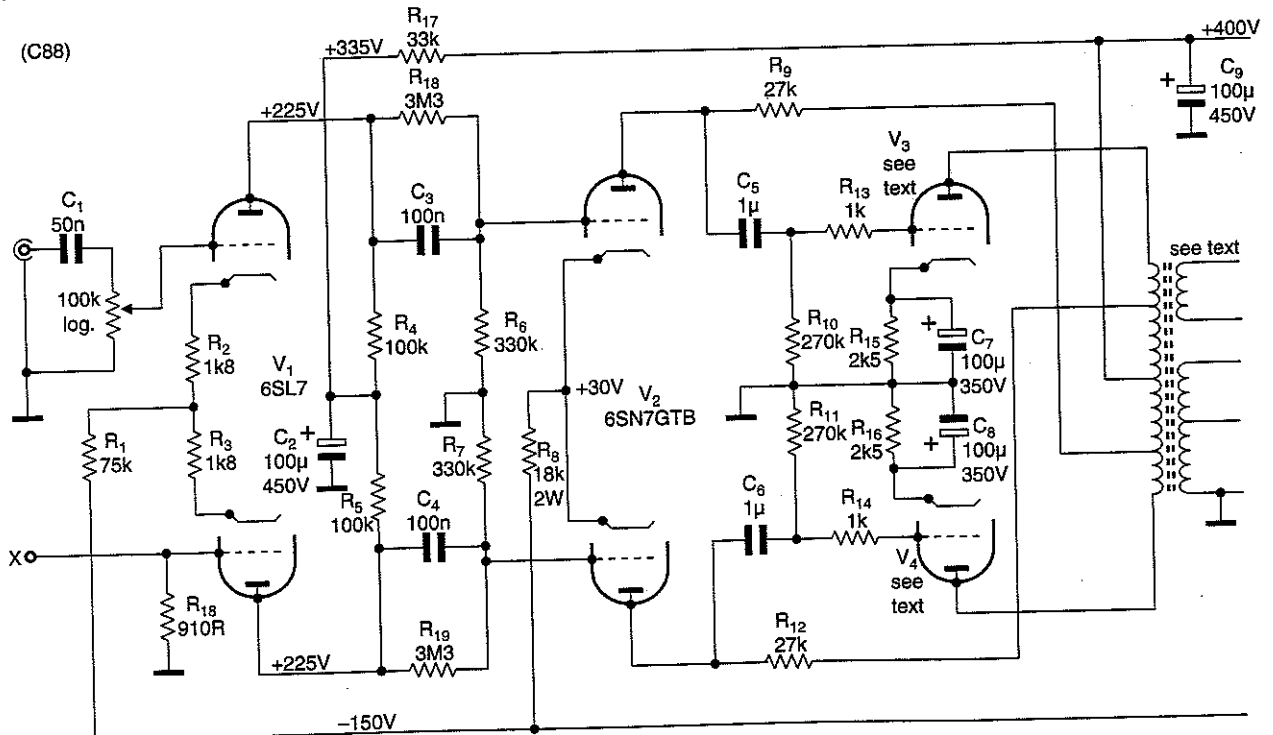 (C88)
R17
33k
+335V
+400V
R18
3M3
+225V
R9
27k
C9
+
100µ
450V
C1
50n
100k
log.
C3
100n
C5
1µ
R13
1k
V3
see
text
see text
R2
1k8
V1
6SL7
R4
100k
R6
330k
R10
270k
R15
2k5
+
C7
100µ
350V
+30V
V2
6SN7GTB
R1
75k
R3
1k8
C2
+
100µ
450V
R7
330k
R8
18k
2W
R11
270k
R16
2k5
+
C8
100µ
350V
R5
100k
C4
100n
C6
1µ
R14
1k
X
V4
see
text
R18
910R
+225V
R19
3M3
R12
27k
–150V